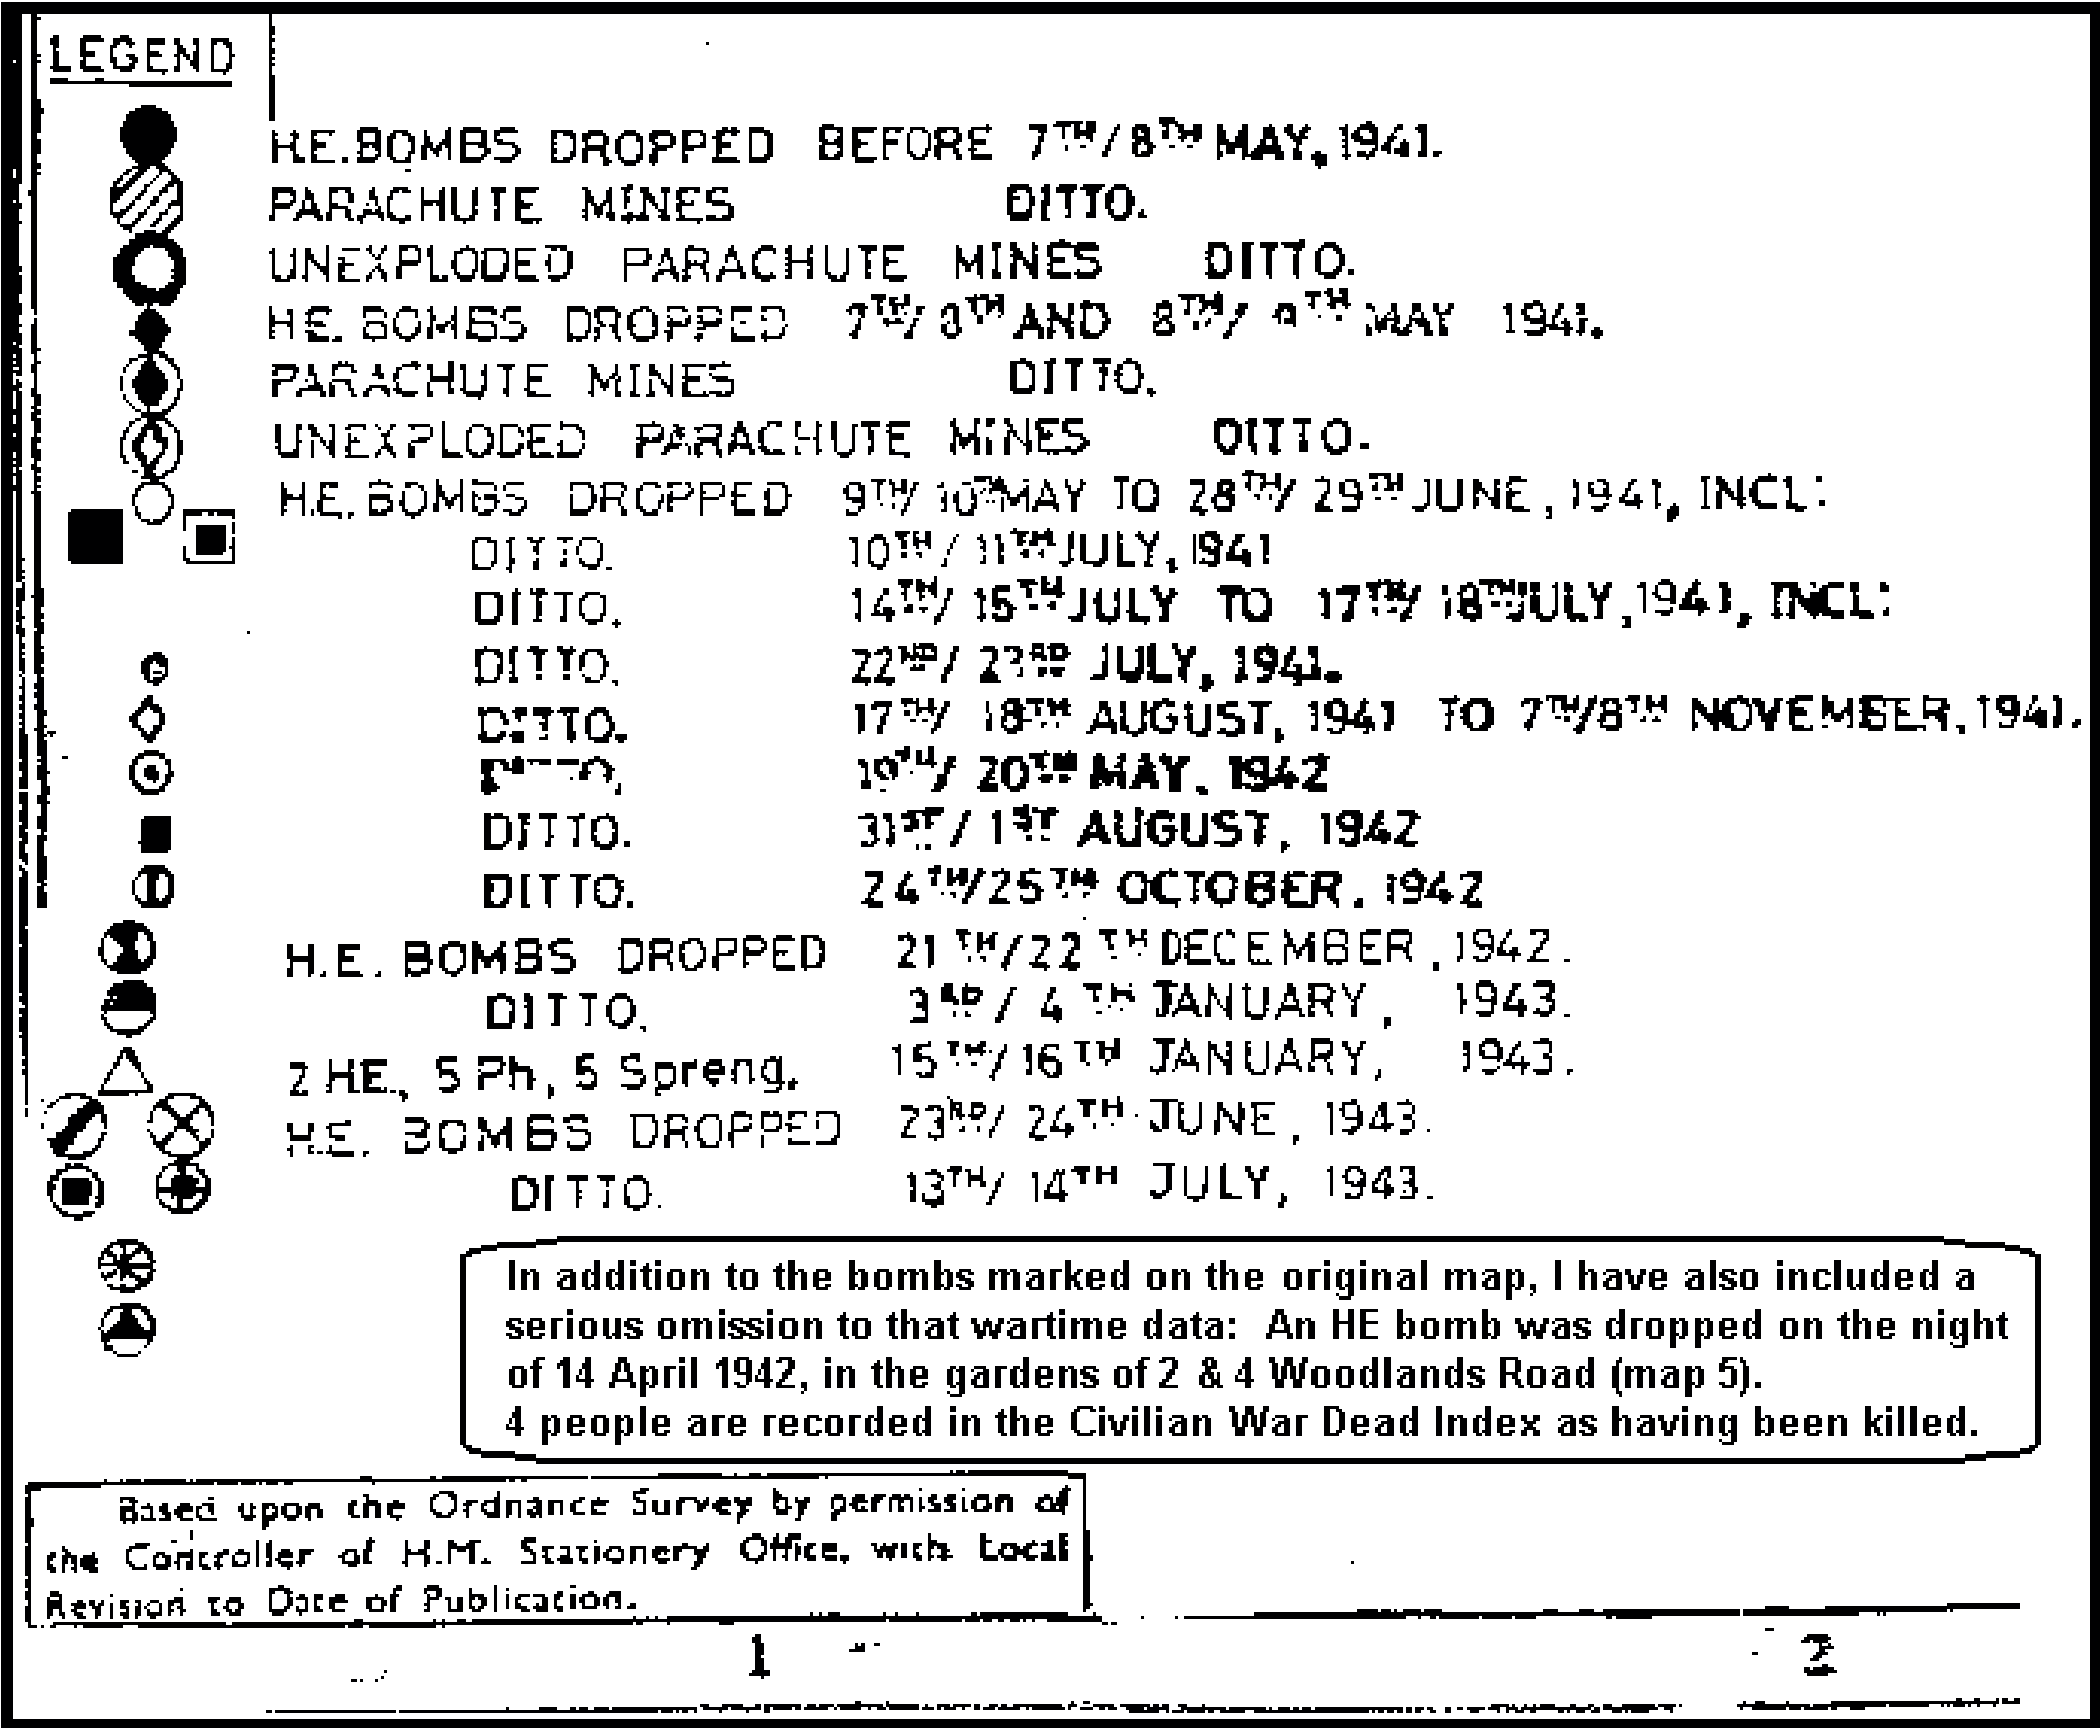 LEGEND
H.E. BOMBS DROPPED BEFORE 7TH/8TH MAY, 1941.
PARACHUTE MINES DITTO.
UNEXPLODED PARACHUTE MINES DITTO.
H.E. BOMBS DROPPED 7TH/8TH AND 8TH/9TH MAY 1941.
PARACHUTE MINES DITTO.
UNEXPLODED PARACHUTE MINES DITTO.
H.E. BOMBS DROPPED 9TH/10TH MAY TO 28TH/29TH JUNE, 1941, INCL:
DITTO. 10TH/11TH JULY, 1941
DITTO. 14TH/15TH JULY TO 17TH/18TH JULY, 1941, INCL:
DITTO. 22ND/23RD JULY, 1941.
DITTO. 17TH/18TH AUGUST, 1941 TO 7TH/8TH NOVEMBER, 1941.
DITTO. 19TH/20TH MAY, 1942
DITTO. 31ST/1ST AUGUST, 1942
DITTO. 24TH/25TH OCTOBER, 1942
H.E. BOMBS DROPPED 21TH/22TH DECEMBER, 1942.
DITTO. 3RD/4TH JANUARY, 1943.
2 HE., 5 Ph, 5 Spreng. 15TH/16TH JANUARY, 1943.
H.E. BOMBS DROPPED 23RD/24TH JUNE, 1943.
DITTO. 13TH/14TH JULY, 1943.
In addition to the bombs marked on the original map, I have also included a
serious omission to that wartime data: An HE bomb was dropped on the night
of 14 April 1942, in the gardens of 2 & 4 Woodlands Road (map 5).
4 people are recorded in the Civilian War Dead Index as having been killed.
Based upon the Ordnance Survey by permission of
the Controller of H.M. Stationery Office, with Local
Revision to Date of Publication.
1 2